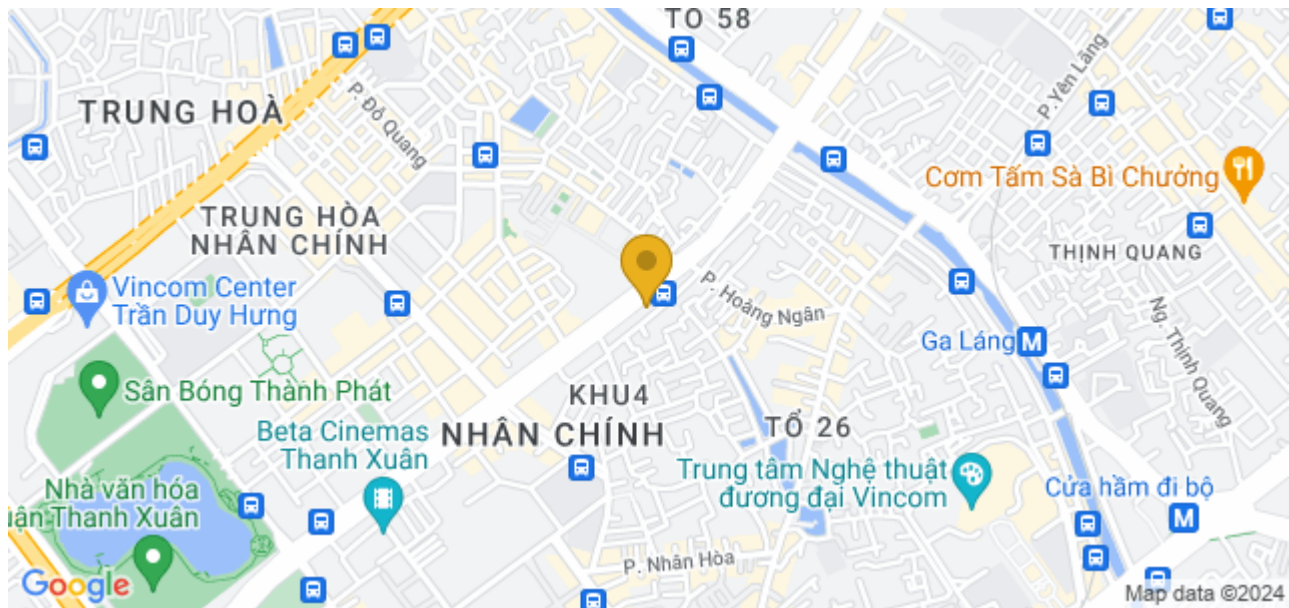 TỔ 58
TRUNG HOÀ
P. Đỗ Quang
P.Yên Lãng
Cơm Tấm Sà Bì Chưởng
TRUNG HÒA
NHÂN CHÍNH
THỊNH QUANG
Vincom Center
Trần Duy Hưng
P. Hoàng Ngân
Ng. Thịnh Quang
Ga Láng
M
Sân Bóng Thành Phát
KHU4
NHÂN CHÍNH
TỔ 26
Beta Cinemas
Thanh Xuân
Trung tâm Nghệ thuật
đương đại Vincom
Nhà văn hóa
uận Thanh Xuân
Cửa hầm đi bộ
M
P. Nhân Hòa
Google
Map data ©2024